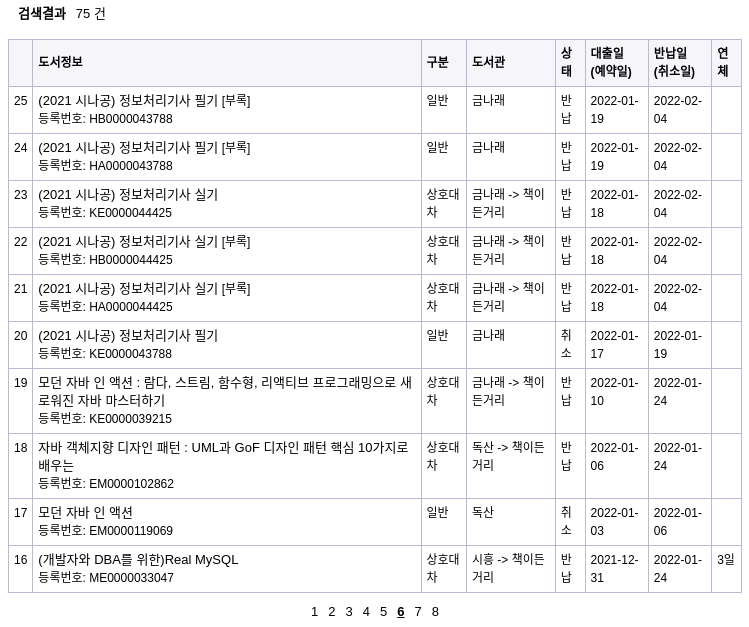 검색결과 75 건
도서정보 구분 도서관 상태 대출일(예약일) 반납일(취소일) 연체
25 (2021 시나공) 정보처리기사 필기 [부록] 일반 금나래 반납 2022-01-19 2022-02-04
등록번호: HB0000043788
24 (2021 시나공) 정보처리기사 필기 [부록] 일반 금나래 반납 2022-01-19 2022-02-04
등록번호: HA0000043788
23 (2021 시나공) 정보처리기사 실기 상호대차 금나래 -> 책이든거리 반납 2022-01-18 2022-02-04
등록번호: KE0000044425
22 (2021 시나공) 정보처리기사 실기 [부록] 상호대차 금나래 -> 책이든거리 반납 2022-01-18 2022-02-04
등록번호: HB0000044425
21 (2021 시나공) 정보처리기사 실기 [부록] 상호대차 금나래 -> 책이든거리 반납 2022-01-18 2022-02-04
등록번호: HA0000044425
20 (2021 시나공) 정보처리기사 필기 일반 금나래 취소 2022-01-17 2022-01-19
등록번호: KE0000043788
19 모던 자바 인 액션 : 람다, 스트림, 함수형, 리액티브 프로그래밍으로 새로워진 자바 마스터하기 상호대차 금나래 -> 책이든거리 반납 2022-01-10 2022-01-24
등록번호: KE0000039215
18 자바 객체지향 디자인 패턴 : UML과 GoF 디자인 패턴 핵심 10가지로 배우는 상호대차 독산 -> 책이든거리 반납 2022-01-06 2022-01-24
등록번호: EM0000102862
17 모던 자바 인 액션 일반 독산 취소 2022-01-03 2022-01-06
등록번호: EM0000119069
16 (개발자와 DBA를 위한)Real MySQL 상호대차 시흥 -> 책이든거리 반납 2021-12-31 2022-01-24 3일
등록번호: ME0000033047
1 2 3 4 5 6 7 8